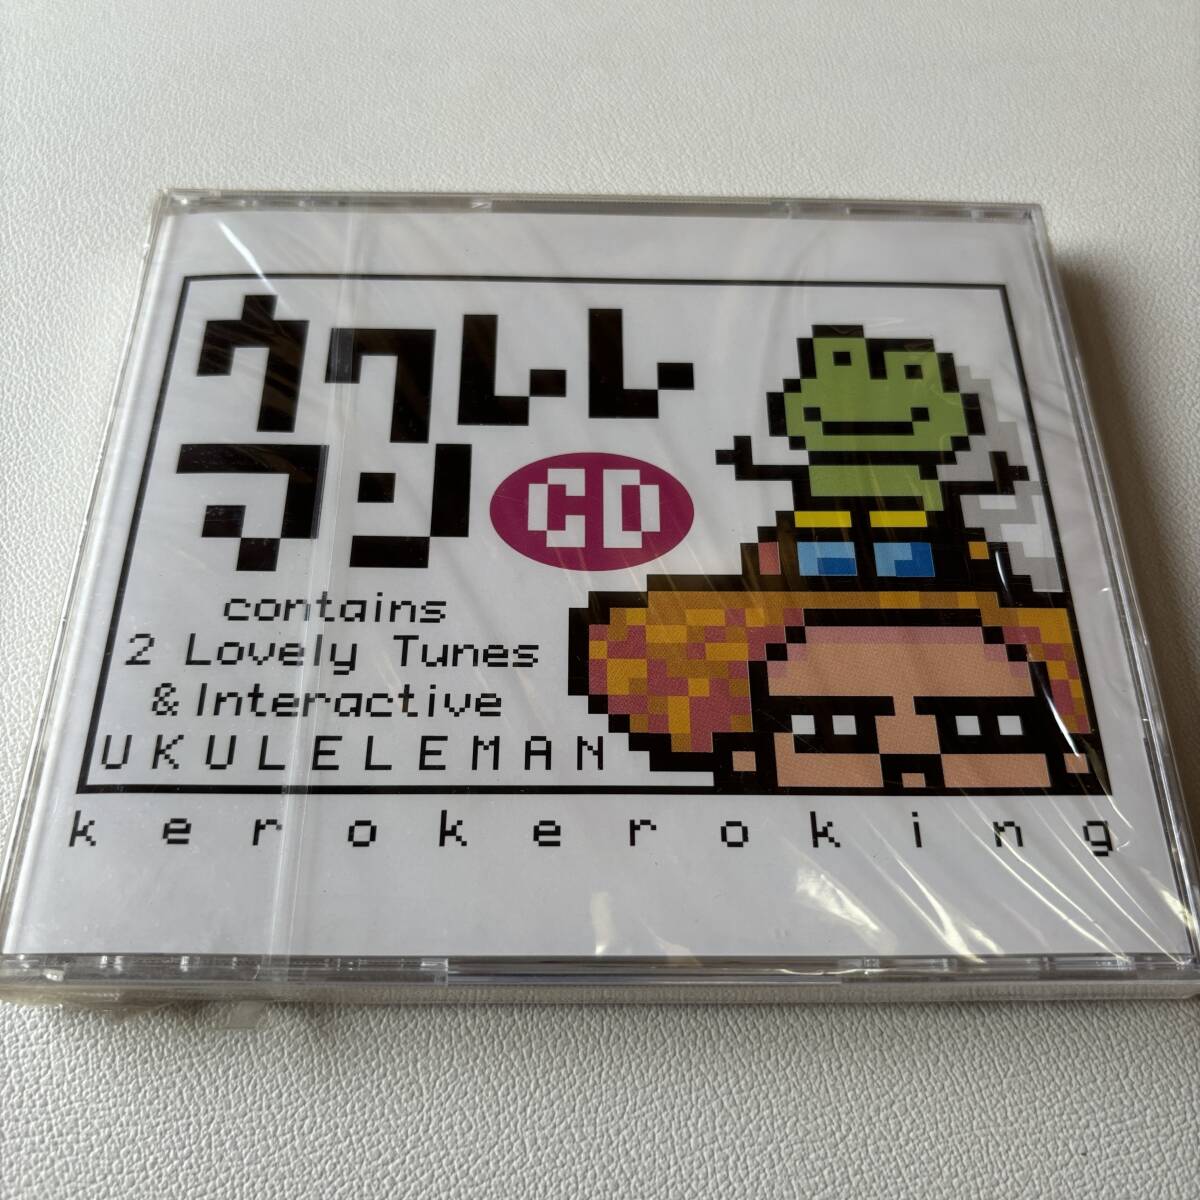 ウクレレ
マン CD
contains
2 Lovely Tunes
& Interactive
UKULELEMAN
kerokeroking